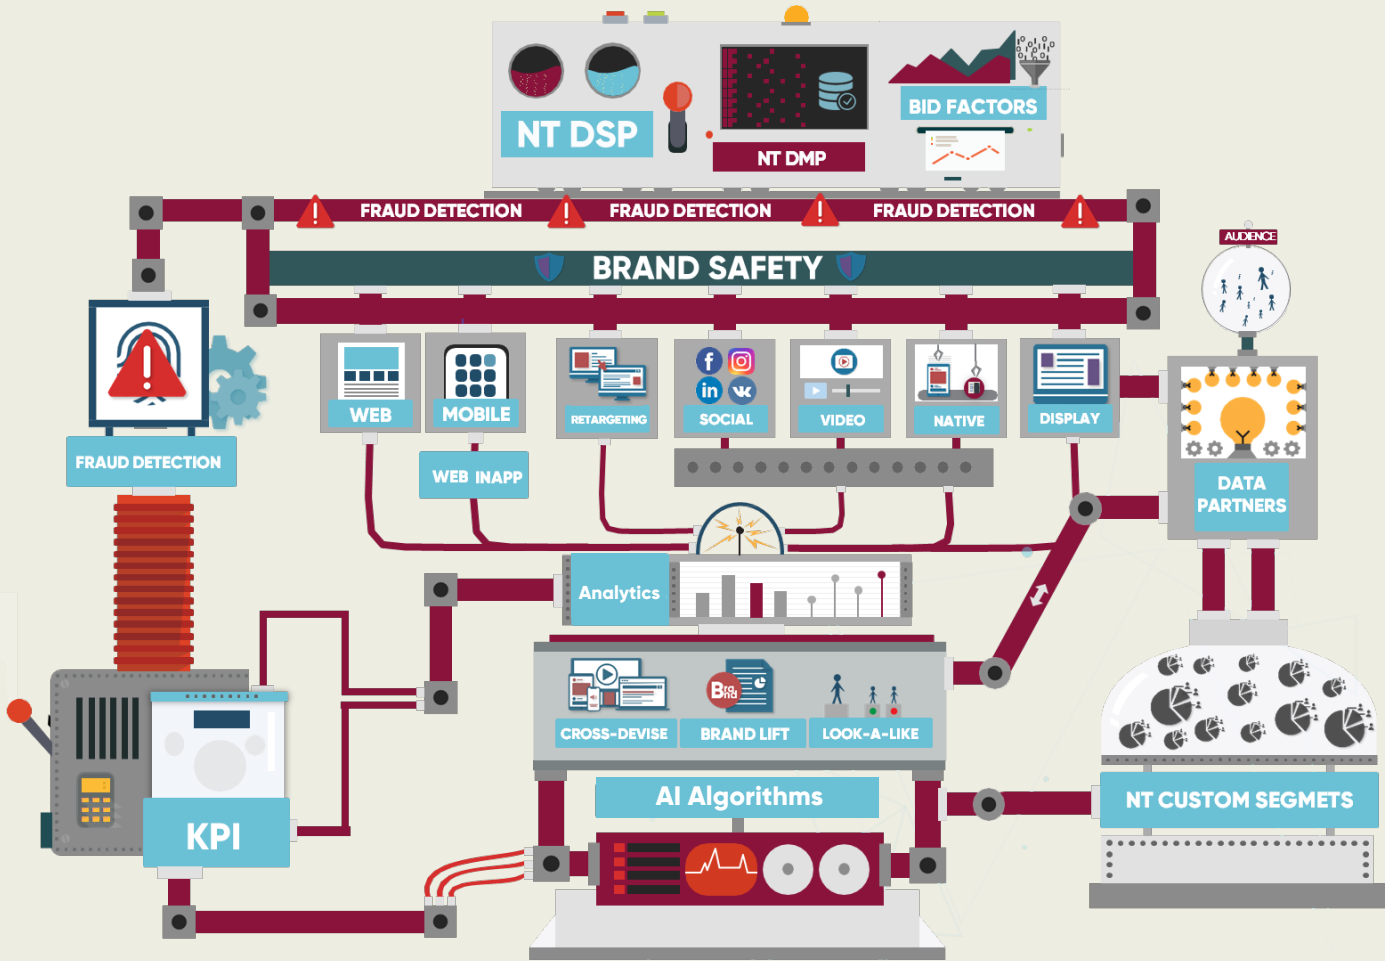 NT DSP
NT DMP
BID FACTORS
FRAUD DETECTION
FRAUD DETECTION
FRAUD DETECTION
BRAND SAFETY
AUDIENCE
WEB
MOBILE
RETARGETING
SOCIAL
VIDEO
NATIVE
DISPLAY
WEB INAPP
FRAUD DETECTION
DATA
PARTNERS
Analytics
Bra
nd
CROSS-DEVISE
BRAND LIFT
LOOK-A-LIKE
AI Algorithms
NT CUSTOM SEGMETS
KPI